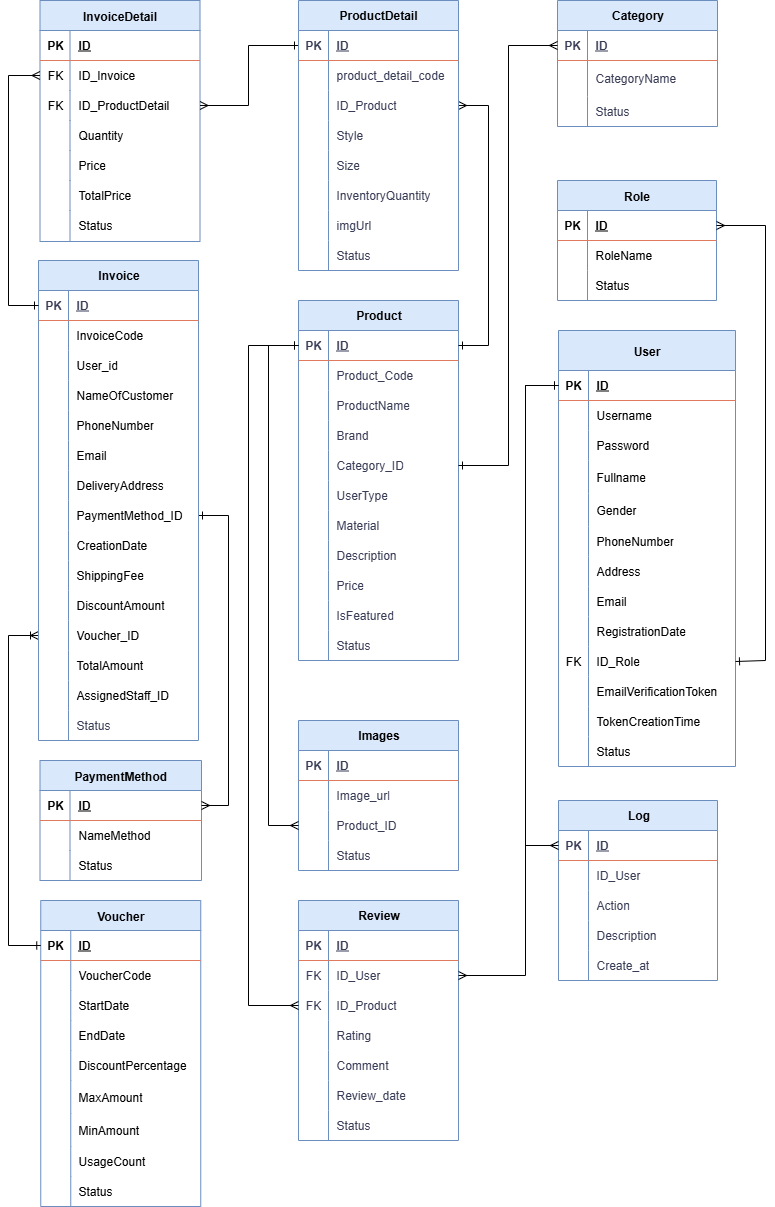 InvoiceDetail
PK ID
FK ID_Invoice
FK ID_ProductDetail
Quantity
Price
TotalPrice
Status
Invoice
PK ID
InvoiceCode
User_id
NameOfCustomer
PhoneNumber
Email
DeliveryAddress
PaymentMethod_ID
CreationDate
ShippingFee
DiscountAmount
Voucher_ID
TotalAmount
AssignedStaff_ID
Status
PaymentMethod
PK ID
NameMethod
Status
Voucher
PK ID
VoucherCode
StartDate
EndDate
DiscountPercentage
MaxAmount
MinAmount
UsageCount
Status
ProductDetail
PK ID
product_detail_code
ID_Product
Style
Size
InventoryQuantity
imgUrl
Status
Product
PK ID
Product_Code
ProductName
Brand
Category_ID
UserType
Material
Description
Price
IsFeatured
Status
Images
PK ID
Image_url
Product_ID
Status
Review
PK ID
FK ID_User
FK ID_Product
Rating
Comment
Review_date
Status
Category
PK ID
CategoryName
Status
Role
PK ID
RoleName
Status
User
PK ID
Username
Password
Fullname
Gender
PhoneNumber
Address
Email
RegistrationDate
FK ID_Role
EmailVerificationToken
TokenCreationTime
Status
Log
PK ID
ID_User
Action
Description
Create_at